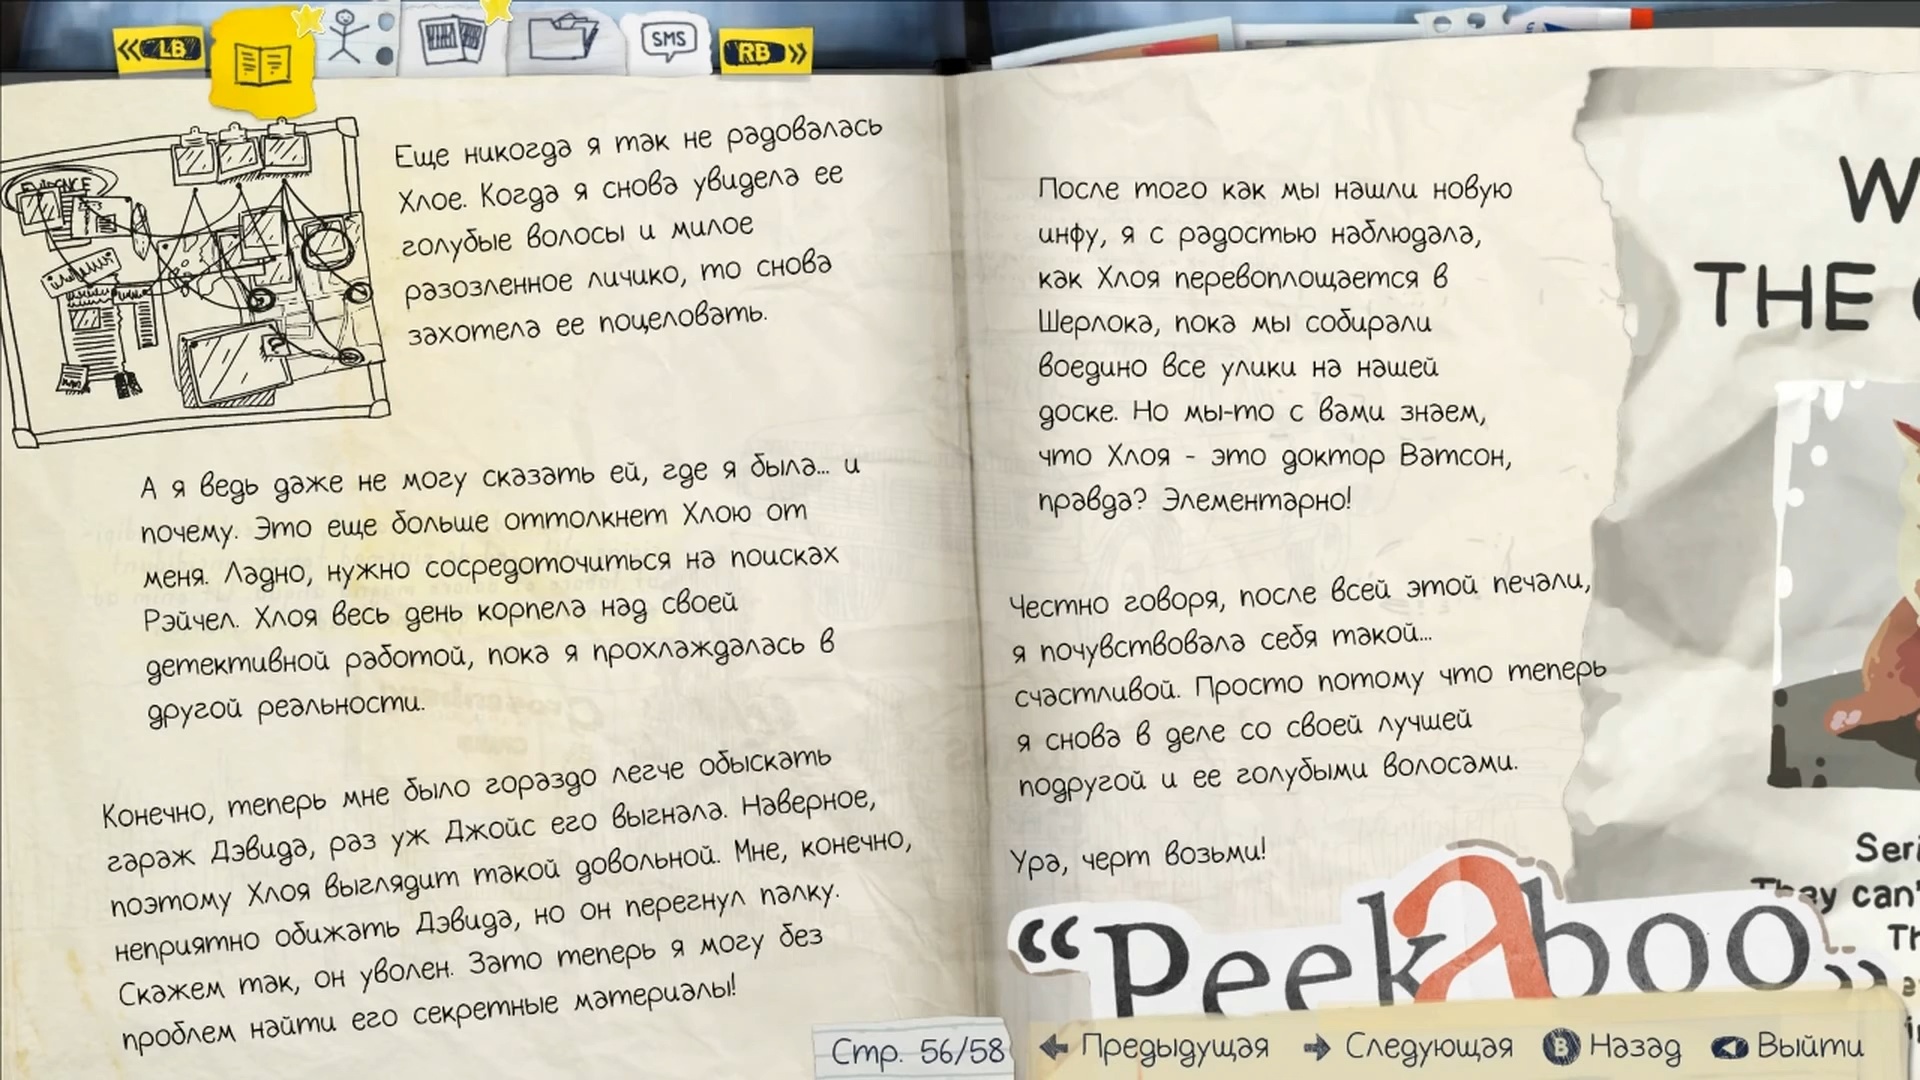 LB
SMS
RB
Еще никогда я так не радовалась
Хлое. Когда я снова увидела ее
голубые волосы и милое
разозленное личико, то снова
захотела ее поцеловать.
А я ведь даже не могу сказать ей, где я была... и
почему. Это еще больше оттолкнет Хлою от
меня. Ладно, нужно сосредоточиться на поисках
Рэйчел. Хлоя весь день корпела над своей
детективной работой, пока я прохлаждалась в
другой реальности.
Конечно, теперь мне было гораздо легче обыскать
гараж Дэвида, раз уж Джойс его выгнала. Наверное,
поэтому Хлоя выглядит такой довольной. Мне, конечно,
неприятно обижать Дэвида, но он перегнул палку.
Скажем так, он уволен. Зато теперь я могу без
проблем найти его секретные материалы!
После того как мы нашли новую
инфу, я с радостью наблюдала,
как Хлоя перевоплощается в
Шерлока, пока мы собирали
воедино все улики на нашей
доске. Но мы-то с вами знаем,
что Хлоя - это доктор Ватсон,
правда? Элементарно!
Честно говоря, после всей этой печали,
я почувствовала себя такой...
счастливой. Просто потому что теперь
я снова в деле со своей лучшей
подругой и ее голубыми волосами.
Ура, черт возьми!
THE
They can'
“Peekaboo”
Стр. 56/58
Предыдущая
Следующая
B Назад
Выйти